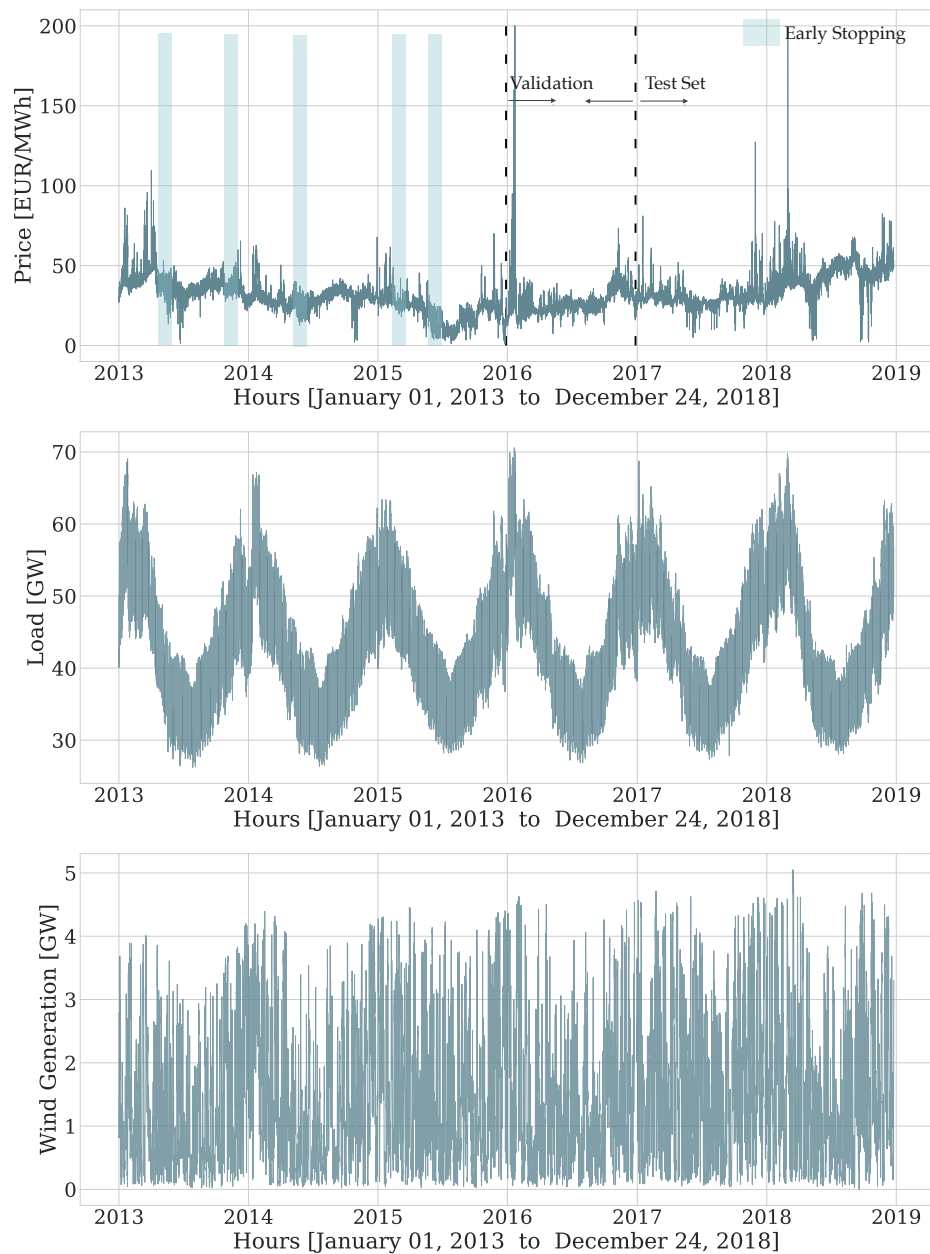 200
Early Stopping
Validation
Test Set
150
100
50
0
Price [EUR/MWh]
2013 2014 2015 2016 2017 2018 2019
Hours [January 01, 2013 to December 24, 2018]
70
60
50
40
30
Load [GW]
2013 2014 2015 2016 2017 2018 2019
Hours [January 01, 2013 to December 24, 2018]
5
4
3
2
1
0
Wind Generation [GW]
2013 2014 2015 2016 2017 2018 2019
Hours [January 01, 2013 to December 24, 2018]